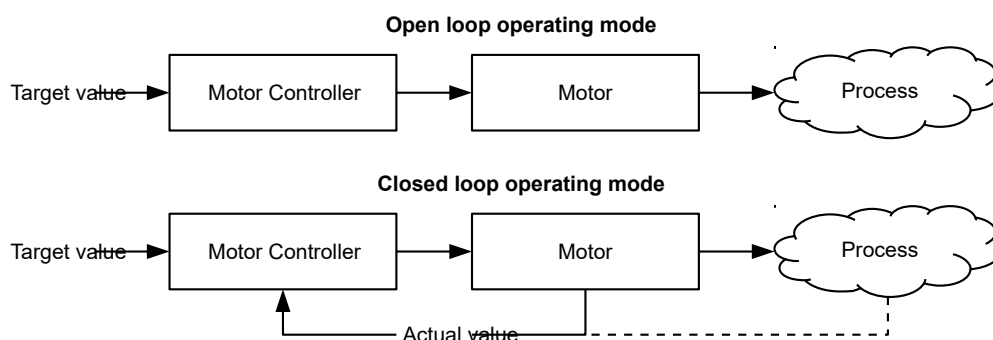 Open loop operating mode
Target value
Motor Controller
Motor
Process
Closed loop operating mode
Target value
Motor Controller
Motor
Process
Actual value